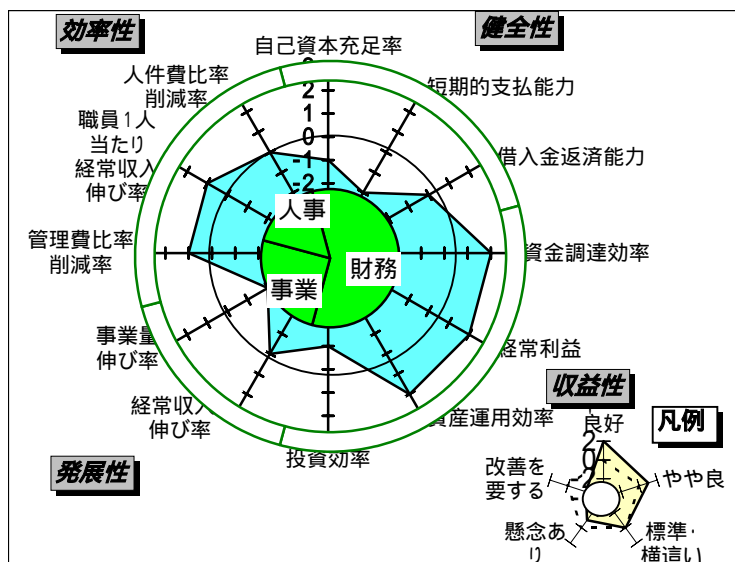 効率性
健全性
自己資本充足率
人件費比率
削減率
短期的支払能力
職員1人
当たり
経常収入
伸び率
借入金返済能力
3
2
1
0
-1
-2
人事
管理費比率
削減率
資金調達効率
財務
事業
事業量
伸び率
経常利益
経常収入
伸び率
資産運用効率
投資効率
収益性
発展性
凡例
良好
2
0
-2
改善を
要する
やや良
懸念あ
り
標準・
横這い